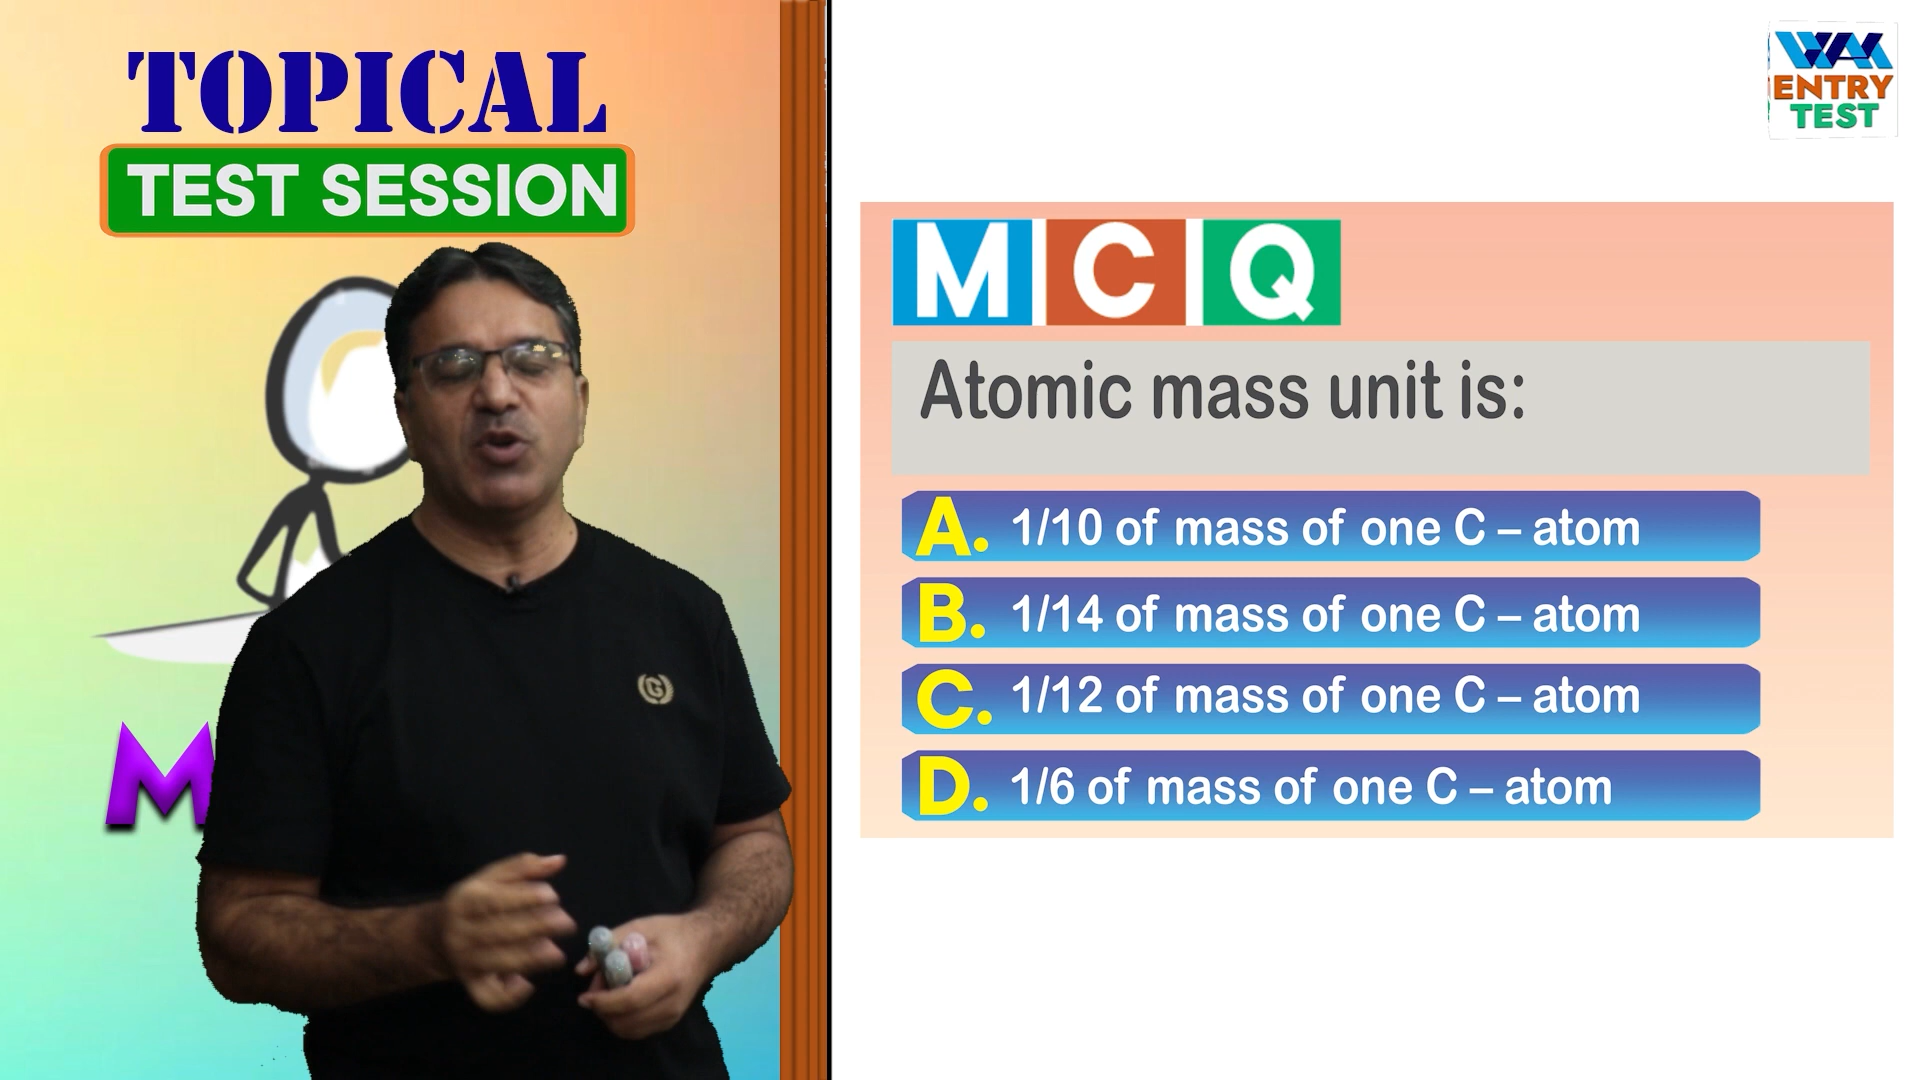 TOPICAL
TEST SESSION
M
WAK
ENTRY
TEST
MCQ
Atomic mass unit is:
A. 1/10 of mass of one C – atom
B. 1/14 of mass of one C – atom
C. 1/12 of mass of one C – atom
D. 1/6 of mass of one C – atom
G